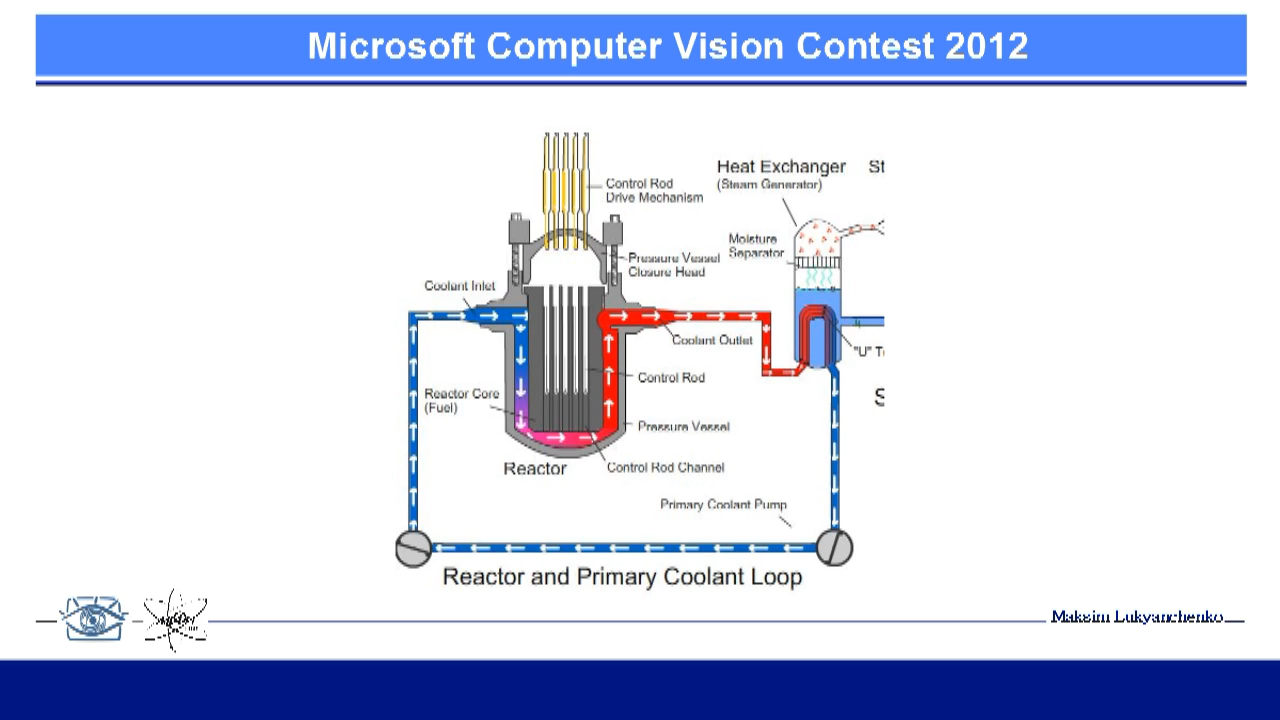 Microsoft Computer Vision Contest 2012
Control Rod
Drive Mechanism
Heat Exchanger
(Steam Generator)
St
Moisture
Separator
Pressure Vessel
Closure Head
Coolant Inlet
Coolant Outlet
"U" T
Control Rod
Reactor Core
(Fuel)
S
Pressure Vessel
Reactor
Control Rod Channel
Primary Coolant Pump
Reactor and Primary Coolant Loop
Maksim Lukyanchenko